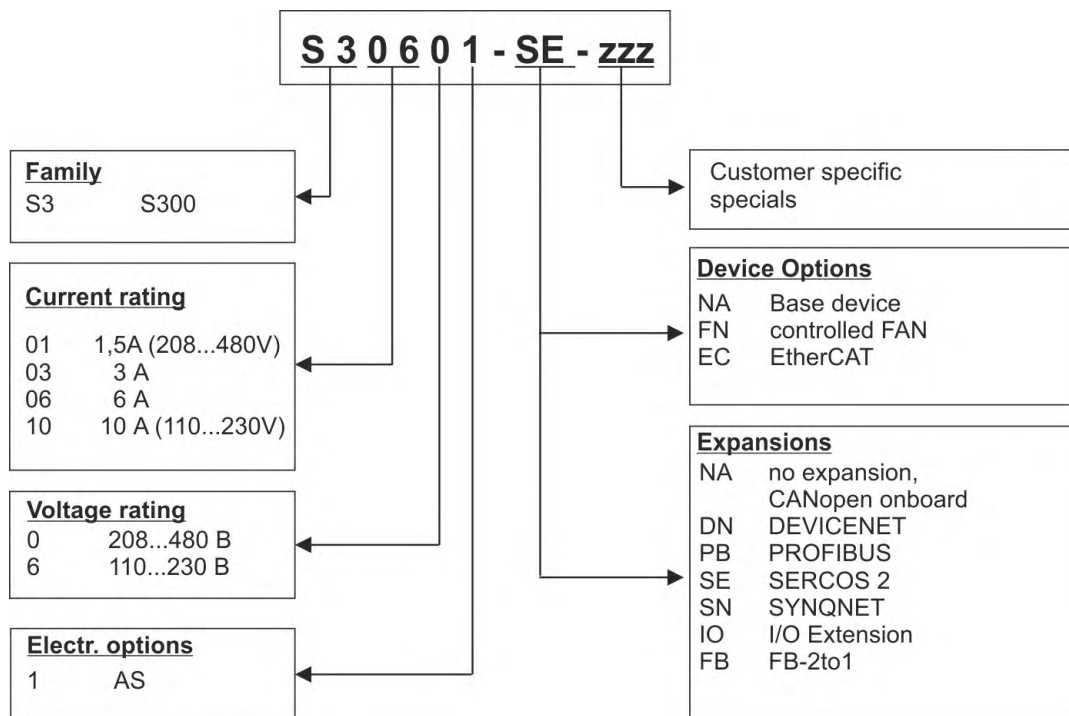 S 3 0 6 0 1 - SE - zzz
Family
S3 S300
Current rating
01 1,5A (208...480V)
03 3 A
06 6 A
10 10 A (110...230V)
Voltage rating
0 208...480 B
6 110...230 B
Electr. options
1 AS
Customer specific
specials
Device Options
NA Base device
FN controlled FAN
EC EtherCAT
Expansions
NA no expansion,
CANopen onboard
DN DEVICENET
PB PROFIBUS
SE SERCOS 2
SN SYNQNET
IO I/O Extension
FB FB-2to1